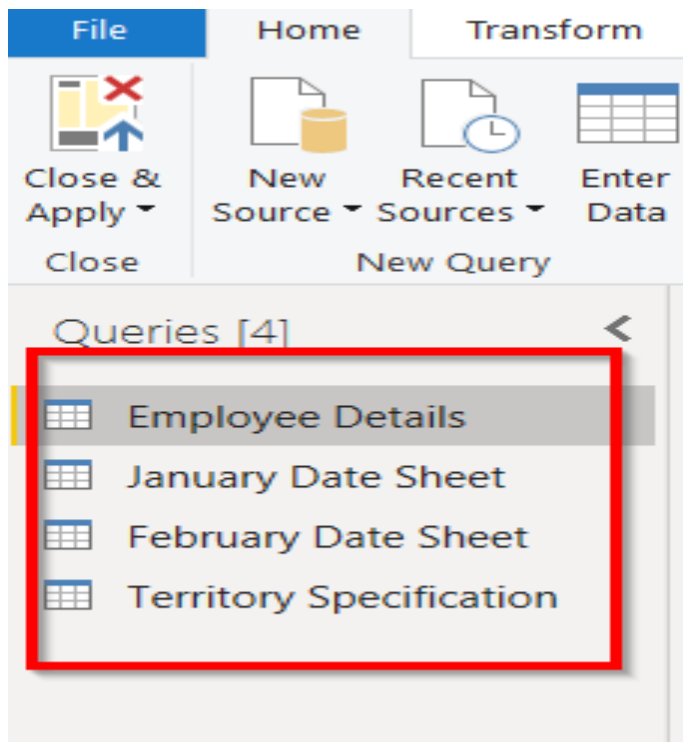 File Home Transform
Close & Apply
New Source
Recent Sources
Enter Data
Close New Query
Queries [4]
Employee Details
January Date Sheet
February Date Sheet
Territory Specification